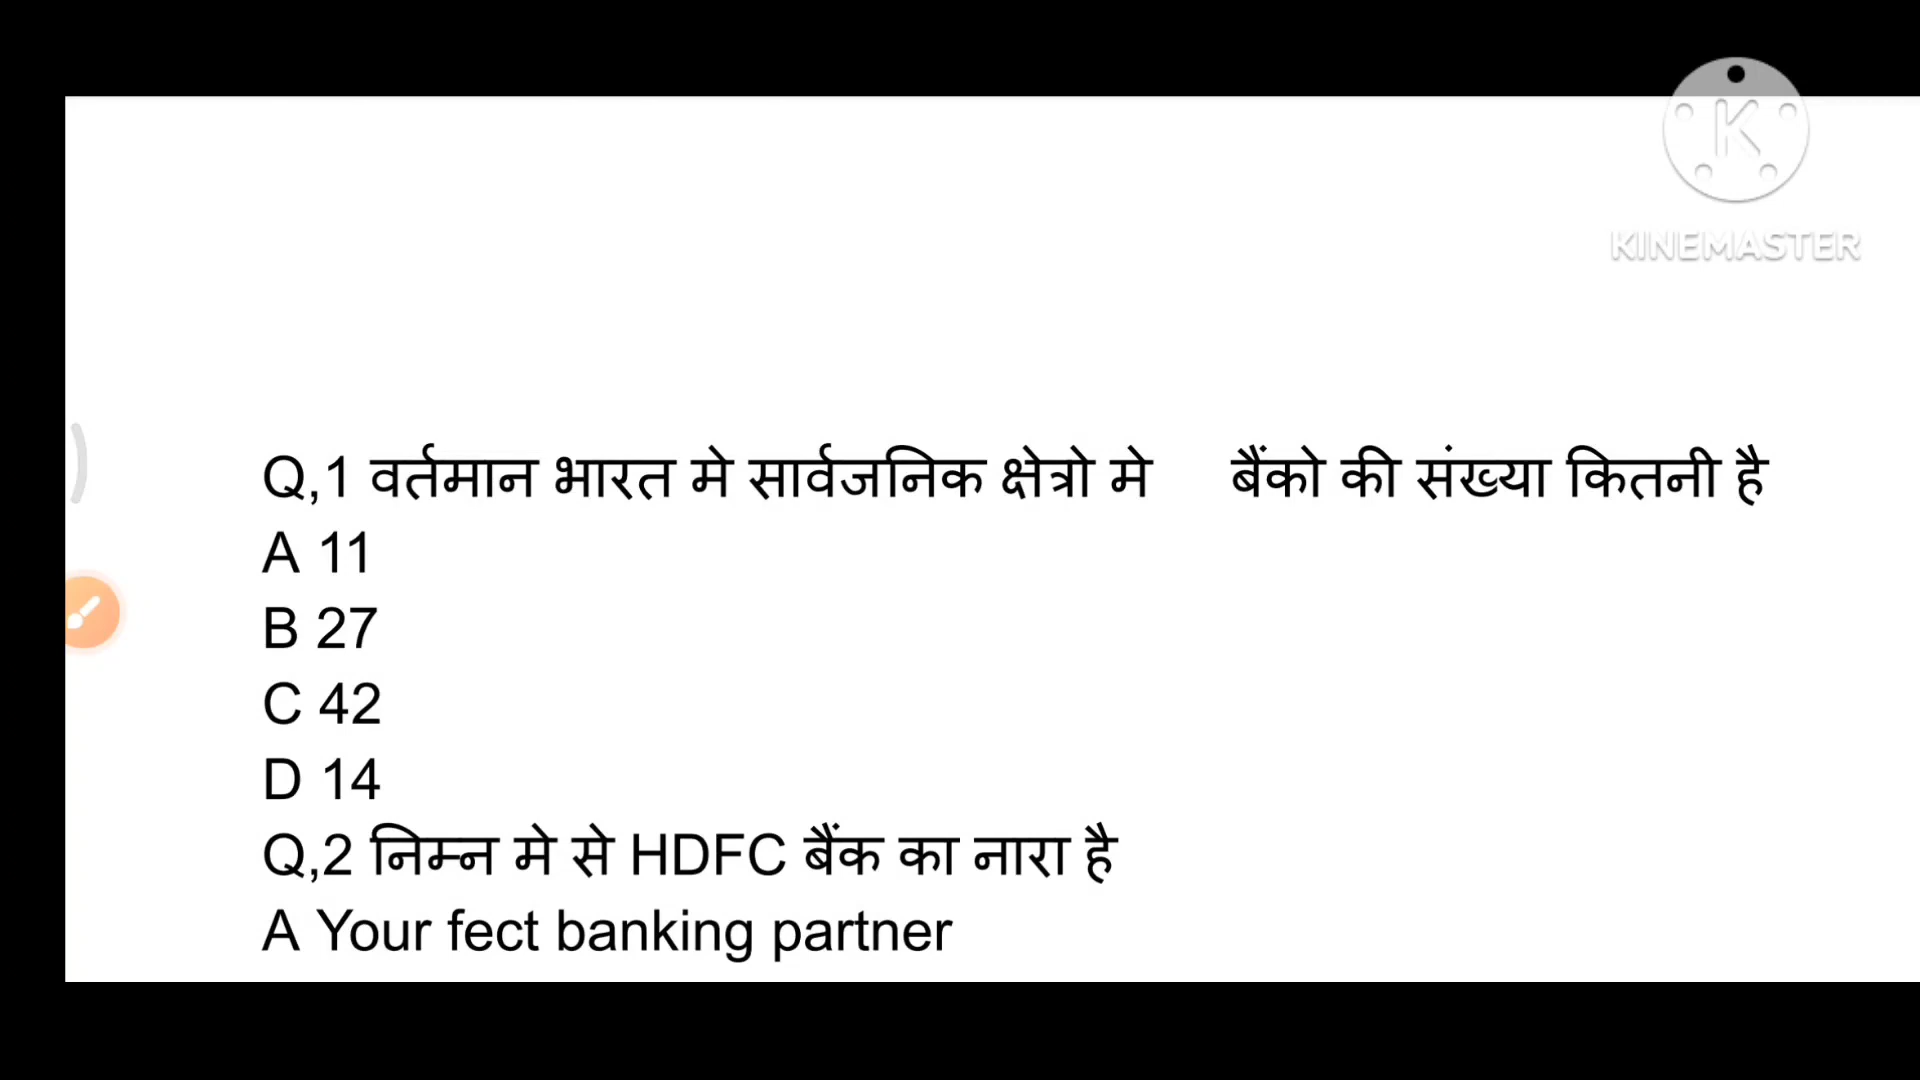 K
KINEMASTER
Q,1 वर्तमान भारत मे सार्वजनिक क्षेत्रो मे बैंको की संख्या कितनी है
A 11
B 27
C 42
D 14
Q,2 निम्न मे से HDFC बैंक का नारा है
A Your fect banking partner